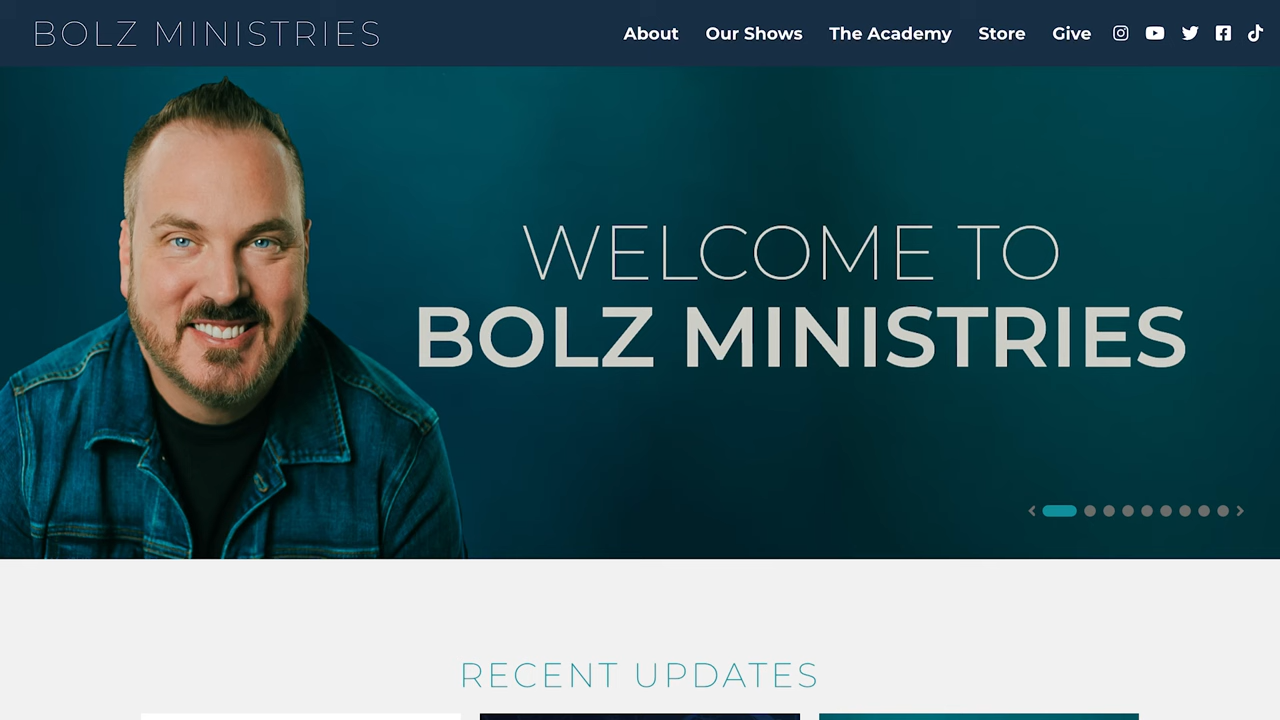 BOLZ MINISTRIES
About Our Shows The Academy Store Give
WELCOME TO
BOLZ MINISTRIES
RECENT UPDATES